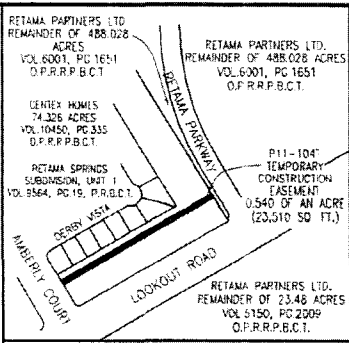 RETAMA PARTNERS LTD
REMAINDER OF 488.028
ACRES
VOL.6001, PG 1651
O.P.R.R.P.B.C.T.
RETAMA PARTNERS LTD.
REMAINDER OF 488.028 ACRES
VOL.6001, PG 1651
O.P.R.R.P.B.C.T.
RETAMA PARKWAY
CENTEX HOMES
74.326 ACRES
VOL.10450, PG 335
O.P.R.R.P.B.C.T.
RETAMA SPRINGS
SUBDIVISION, UNIT 1
VOL.9564, PG 19, P.R.B.C.T.
P11-104"
TEMPORARY
CONSTRUCTION
EASEMENT
0.540 OF AN ACRE
(23,510 SQ FT.)
DERBY VISTA
AMBERLY COURT
LOOKOUT ROAD
RETAMA PARTNERS LTD.
REMAINDER OF 23.48 ACRES
VOL 5150, PC 2009
O.P.R.R.P.B.C.T.